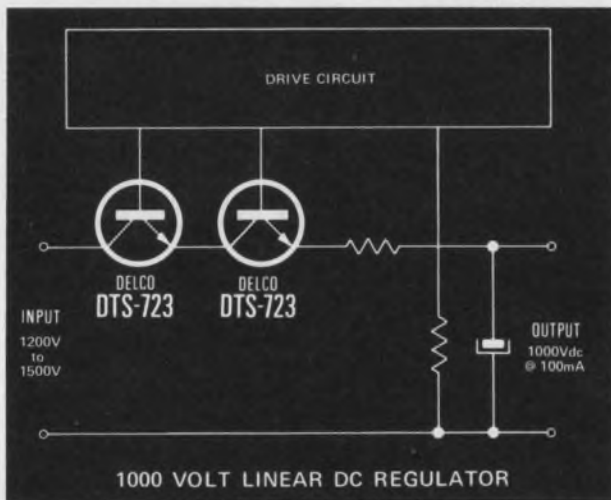 DRIVE CIRCUIT
DELCO
DTS-723
DELCO
DTS-723
INPUT
1200V
to
1500V
OUTPUT
1000Vdc
@ 100mA
1000 VOLT LINEAR DC REGULATOR